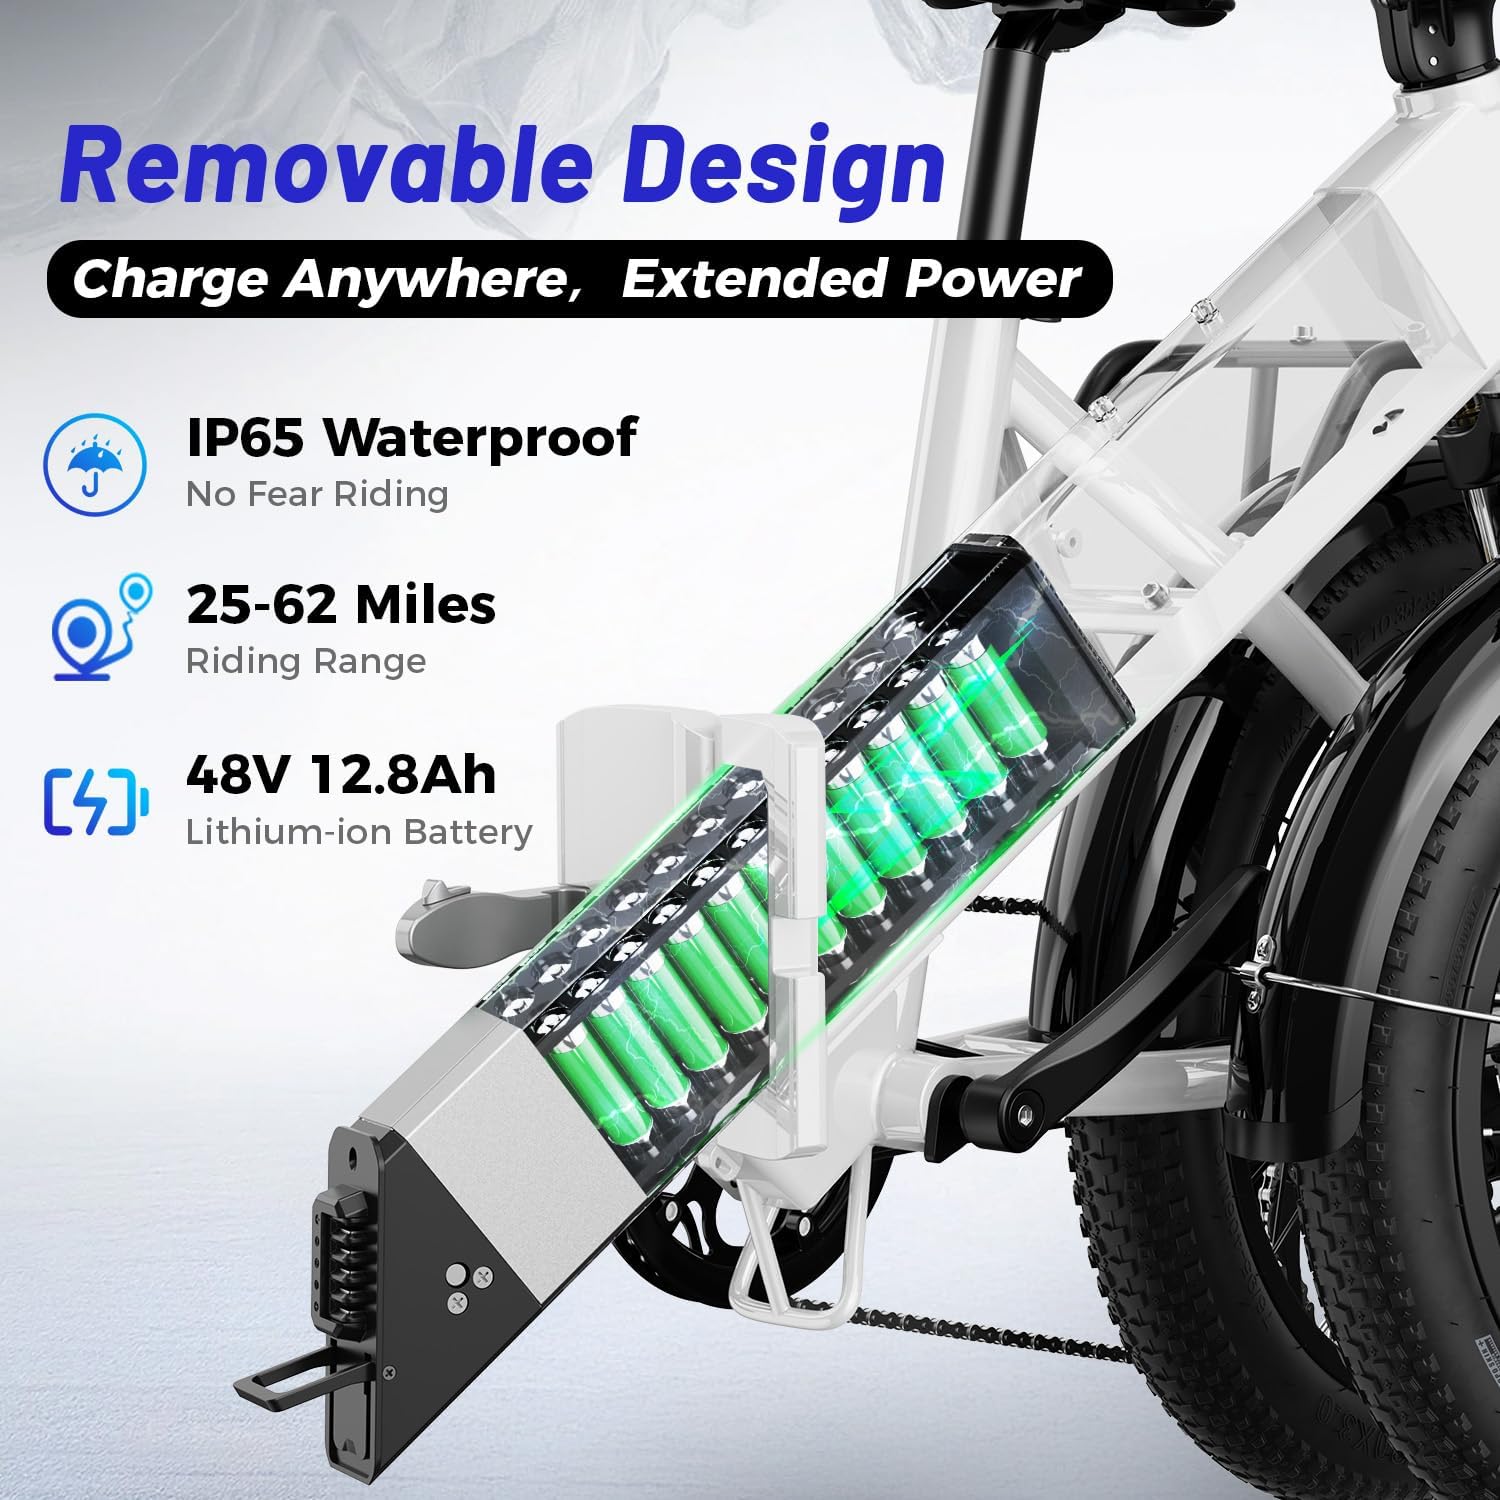 Removable Design
Charge Anywhere, Extended Power
IP65 Waterproof
No Fear Riding
25-62 Miles
Riding Range
48V 12.8Ah
Lithium-ion Battery